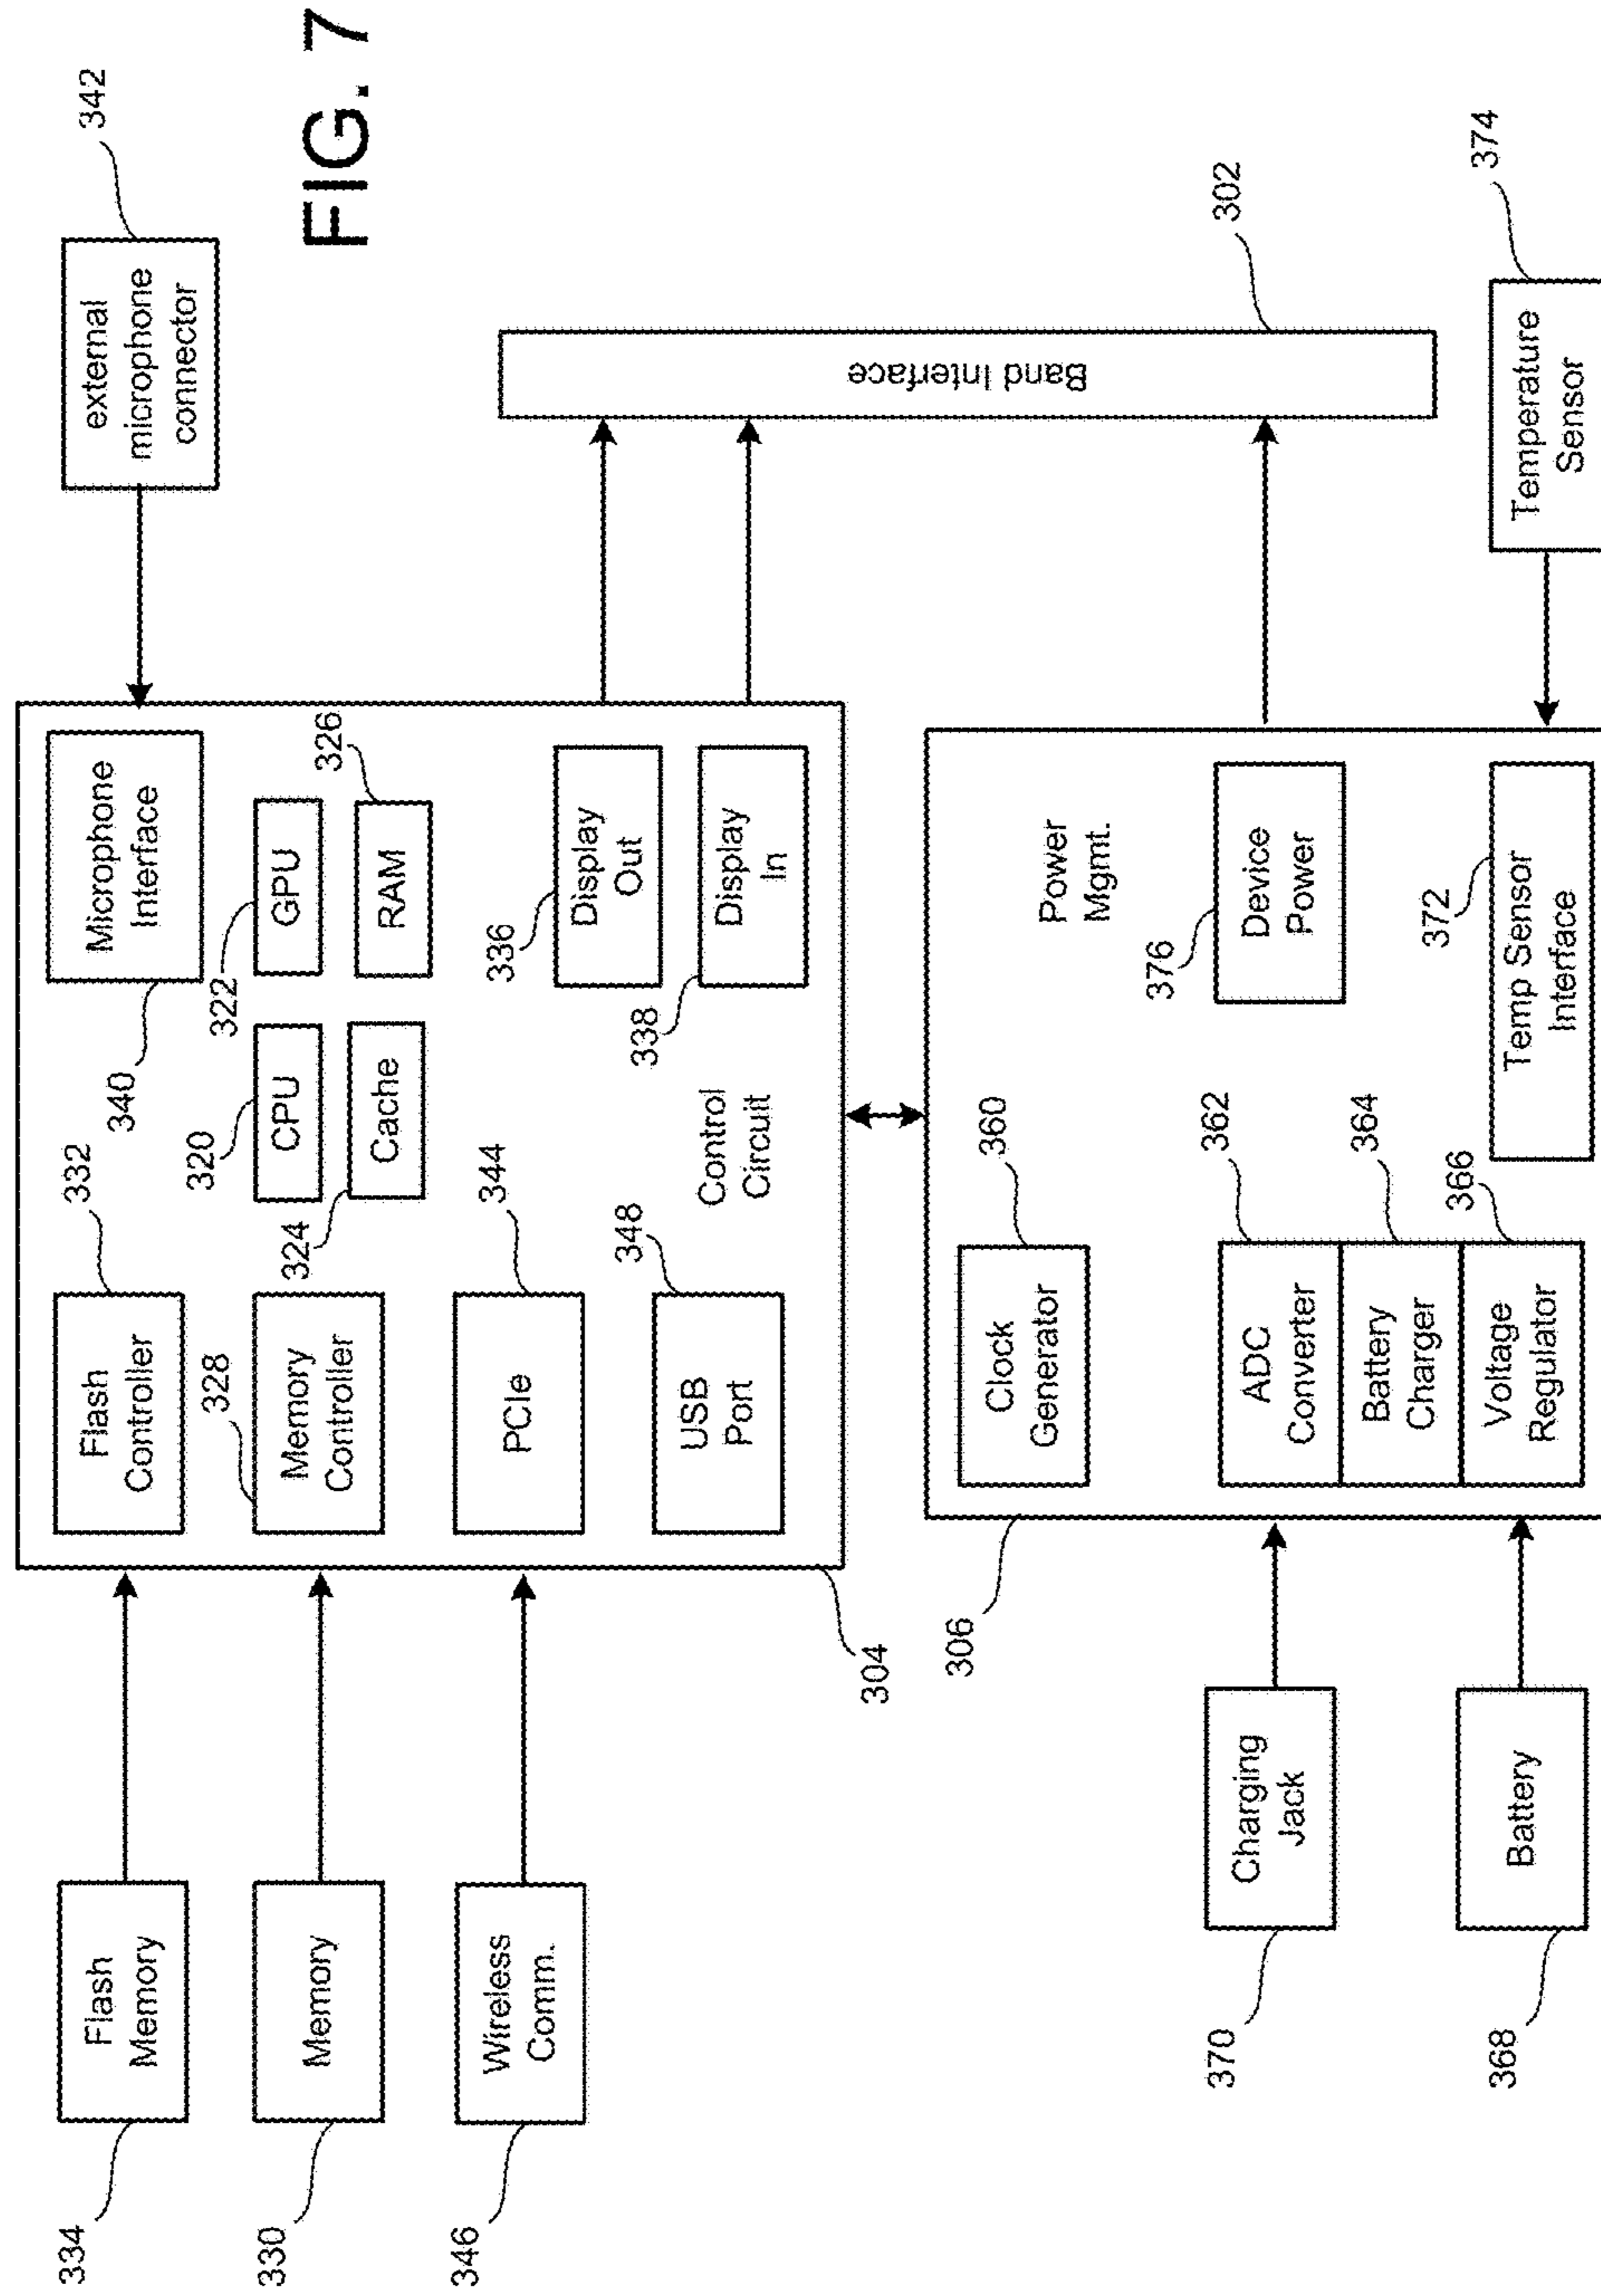 FIG. 7
334
Flash
Memory
330
Memory
346
Wireless
Comm.
332
Flash
Controller
328
Memory
Controller
344
PCIe
348
USB
Port
340
Microphone
Interface
320
CPU
322
GPU
324
Cache
326
RAM
336
Display
Out
338
Display
In
Control
Circuit
304
342
external
microphone
connector
302
Band Interface
306
360
Clock
Generator
Power
Mgmt.
362
ADC
Converter
364
Battery
Charger
366
Voltage
Regulator
376
Device
Power
372
Temp Sensor
Interface
370
Charging
Jack
368
Battery
374
Temperature
Sensor